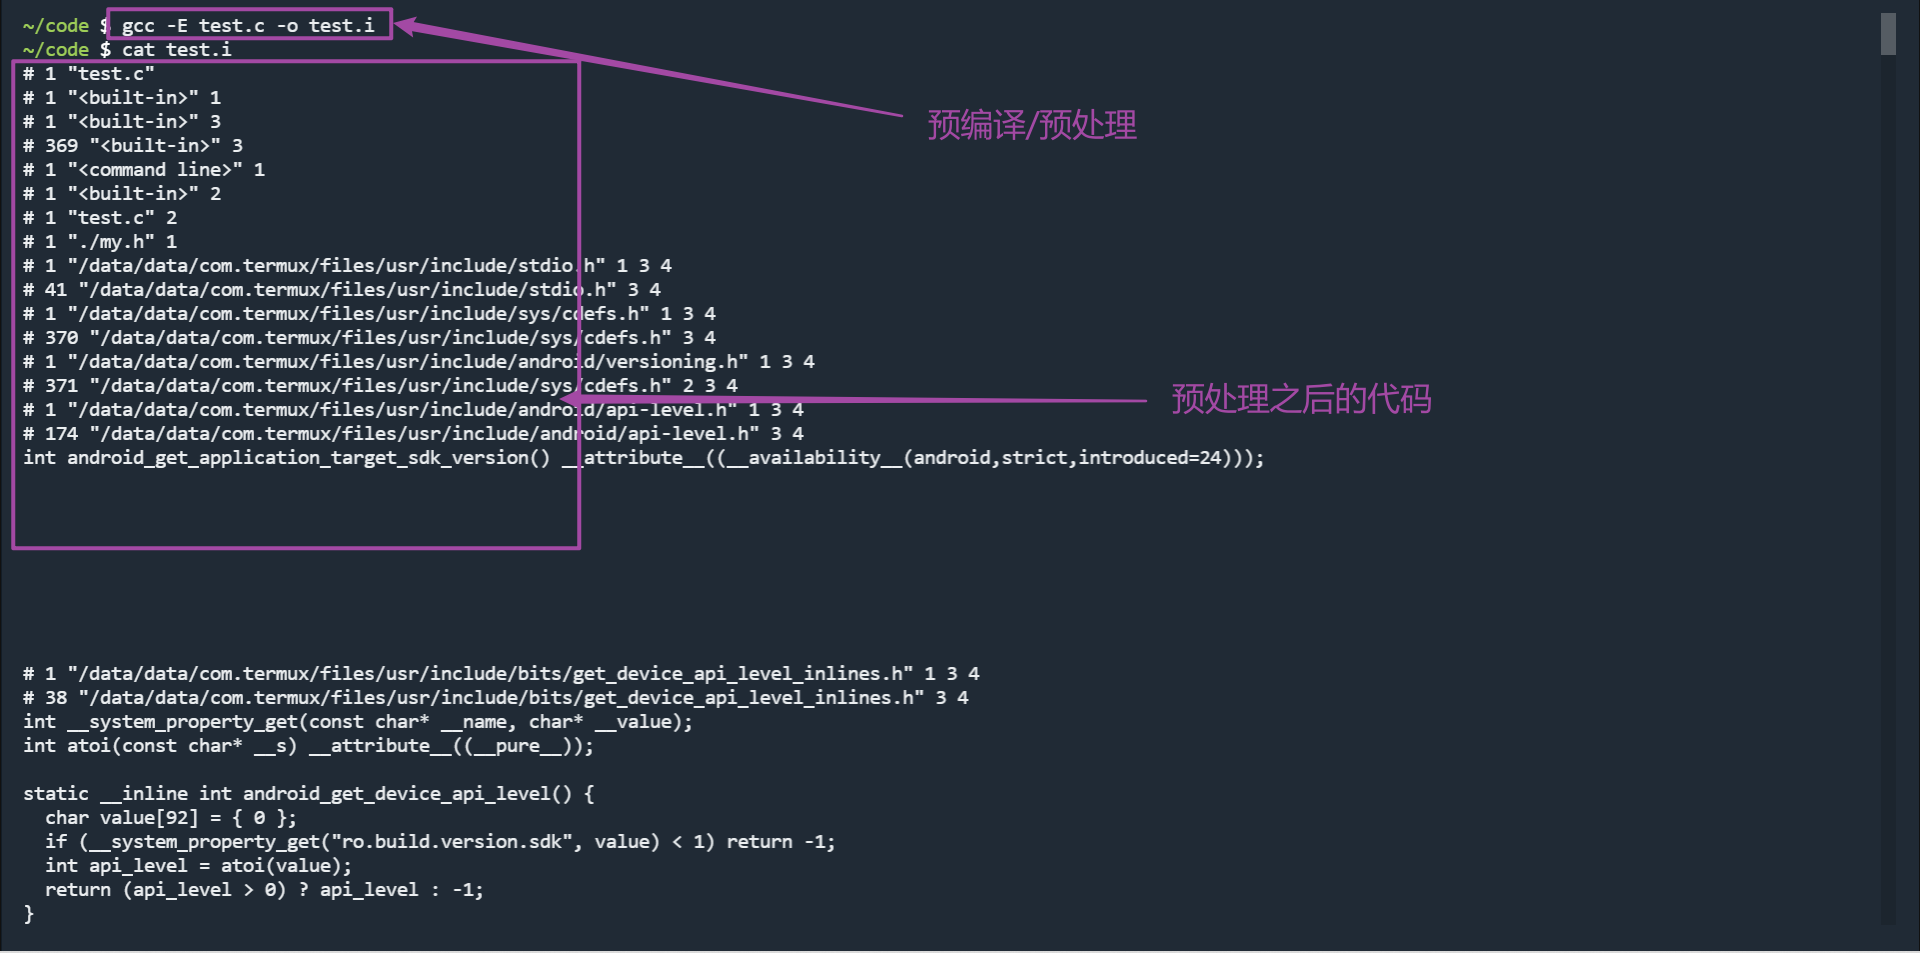 ~/code $ gcc -E test.c -o test.i
~/code $ cat test.i
# 1 "test.c"
# 1 "<built-in>" 1
# 1 "<built-in>" 3
# 369 "<built-in>" 3
# 1 "<command line>" 1
# 1 "<built-in>" 2
# 1 "test.c" 2
# 1 "./my.h" 1
# 1 "/data/data/com.termux/files/usr/include/stdio.h" 1 3 4
# 41 "/data/data/com.termux/files/usr/include/stdio.h" 3 4
# 1 "/data/data/com.termux/files/usr/include/sys/cdefs.h" 1 3 4
# 370 "/data/data/com.termux/files/usr/include/sys/cdefs.h" 3 4
# 1 "/data/data/com.termux/files/usr/include/android/versioning.h" 1 3 4
# 371 "/data/data/com.termux/files/usr/include/sys/cdefs.h" 2 3 4
# 1 "/data/data/com.termux/files/usr/include/android/api-level.h" 1 3 4
# 174 "/data/data/com.termux/files/usr/include/android/api-level.h" 3 4
int android_get_application_target_sdk_version() __attribute__((__availability__(android,strict,introduced=24)));
预编译/预处理
预处理之后的代码
# 1 "/data/data/com.termux/files/usr/include/bits/get_device_api_level_inlines.h" 1 3 4
# 38 "/data/data/com.termux/files/usr/include/bits/get_device_api_level_inlines.h" 3 4
int __system_property_get(const char* __name, char* __value);
int atoi(const char* __s) __attribute__((__pure__));
static __inline int android_get_device_api_level() {
  char value[92] = { 0 };
  if (__system_property_get("ro.build.version.sdk", value) < 1) return -1;
  int api_level = atoi(value);
  return (api_level > 0) ? api_level : -1;
}